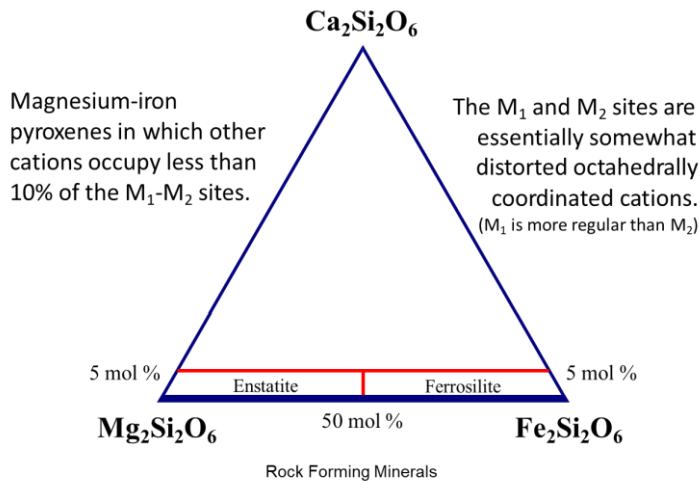 Ca₂Si₂O₆
Magnesium-iron
pyroxenes in which other
cations occupy less than
10% of the M₁-M₂ sites.
The M₁ and M₂ sites are
essentially somewhat
distorted octahedrally
coordinated cations.
(M₁ is more regular than M₂)
5 mol %
Enstatite
Ferrosilite
5 mol %
Mg₂Si₂O₆
50 mol %
Fe₂Si₂O₆
Rock Forming Minerals